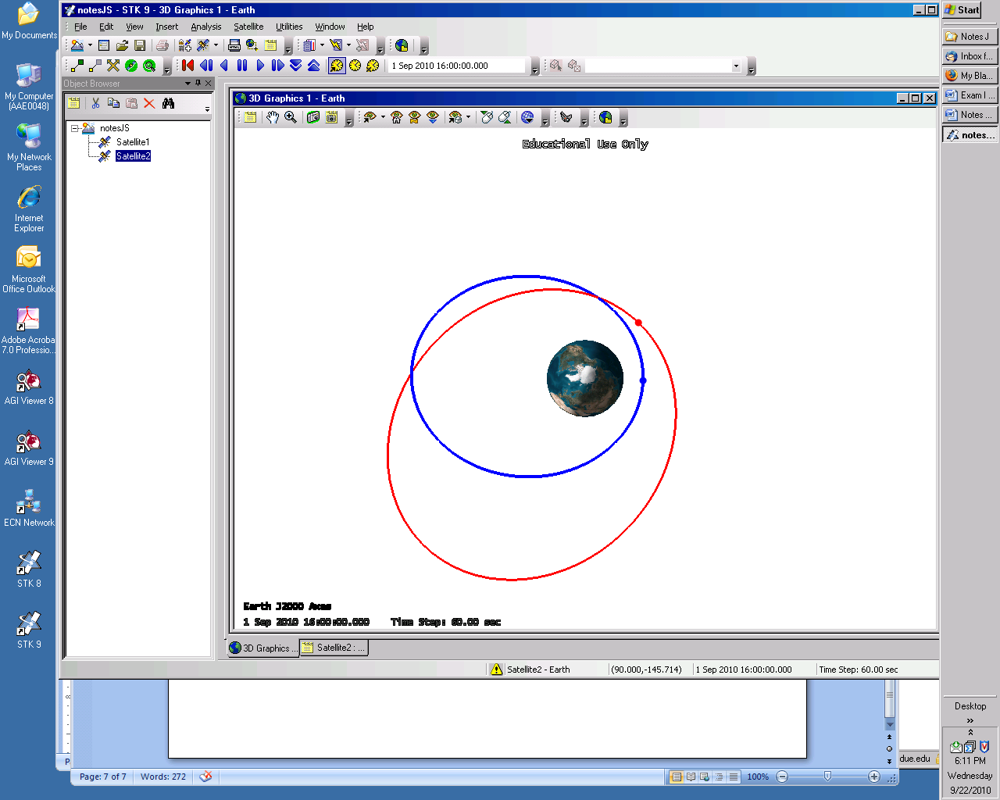 My Documents
My Computer
(AAE0048)
My Network
Places
Internet
Explorer
Microsoft
Office Outlook
Adobe Acroba
7.0 Professio...
AGI Viewer 8
AGI Viewer 9
ECN Network
STK 8
STK 9
notesJS - STK 9 - 3D Graphics 1 - Earth
File Edit View Insert Analysis Satellite Utilities Window Help
1 Sep 2010 16:00:00.000
Object Browser
notesJS
Satellite1
Satellite2
3D Graphics 1 - Earth
Educational Use Only
Earth J2000 Axes
1 Sep 2010 16:00:00.000 Time Step: 60.00 sec
3D Graphics ... Satellite2 : ...
Satellite2 - Earth (90.000,-145.714) 1 Sep 2010 16:00:00.000 Time Step: 60.00 sec
P
due.edu
Page: 7 of 7 Words: 272 100%
Start
Notes J
Inbox f...
My Bla...
Exam I ...
Notes ...
notes...
Desktop
»
6:11 PM
Wednesday
9/22/2010